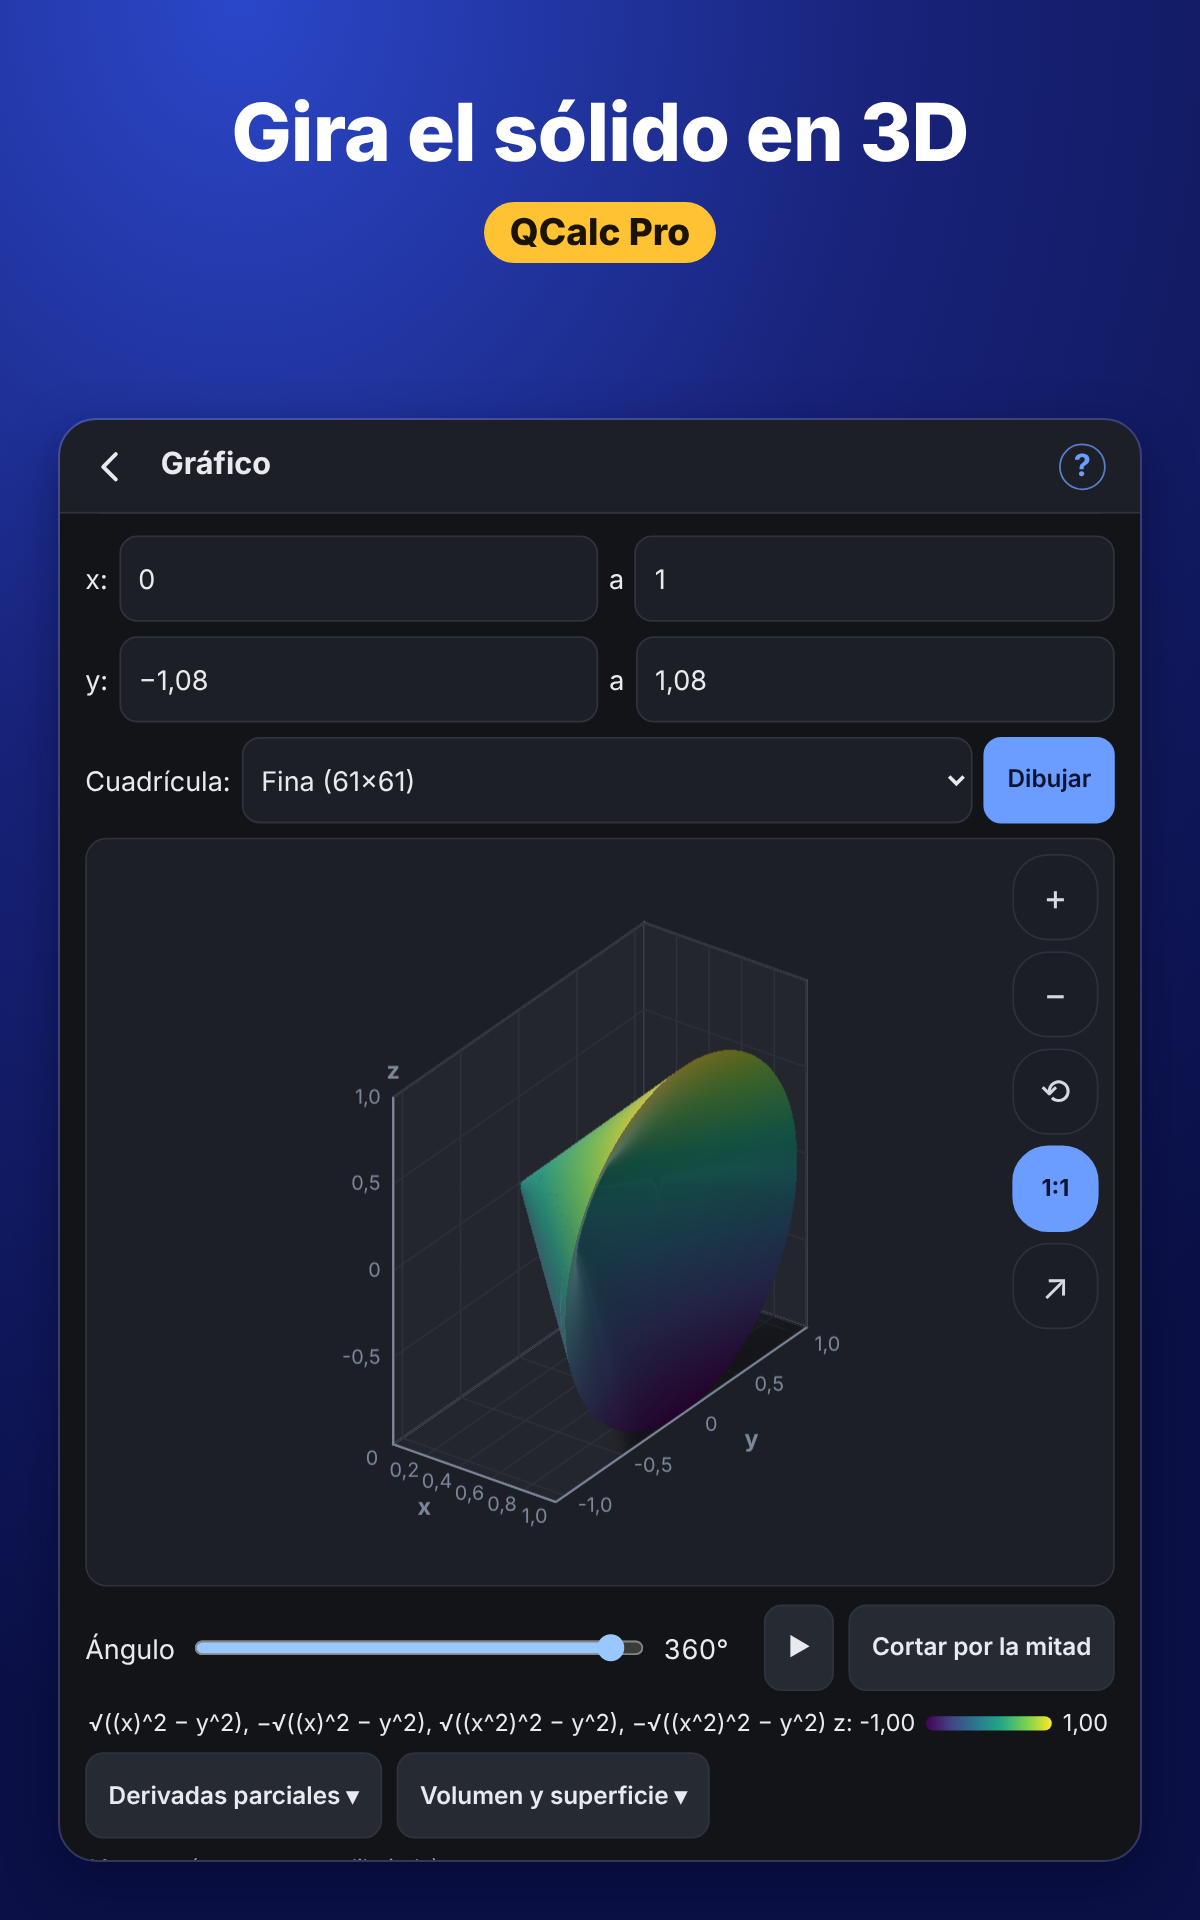 Gira el sólido en 3D
QCalc Pro
Gráfico
?
x: 0 a 1
y: −1,08 a 1,08
Cuadrícula: Fina (61×61) Dibujar
+
−
1:1
z
1,0
0,5
0
-0,5
0 0,2 0,4 0,6 0,8 1,0
x
-1,0 -0,5 0 0,5 1,0
y
Ángulo 360° Cortar por la mitad
√((x)^2 − y^2), −√((x)^2 − y^2), √((x^2)^2 − y^2), −√((x^2)^2 − y^2) z: -1,00 1,00
Derivadas parciales ▾ Volumen y superficie ▾